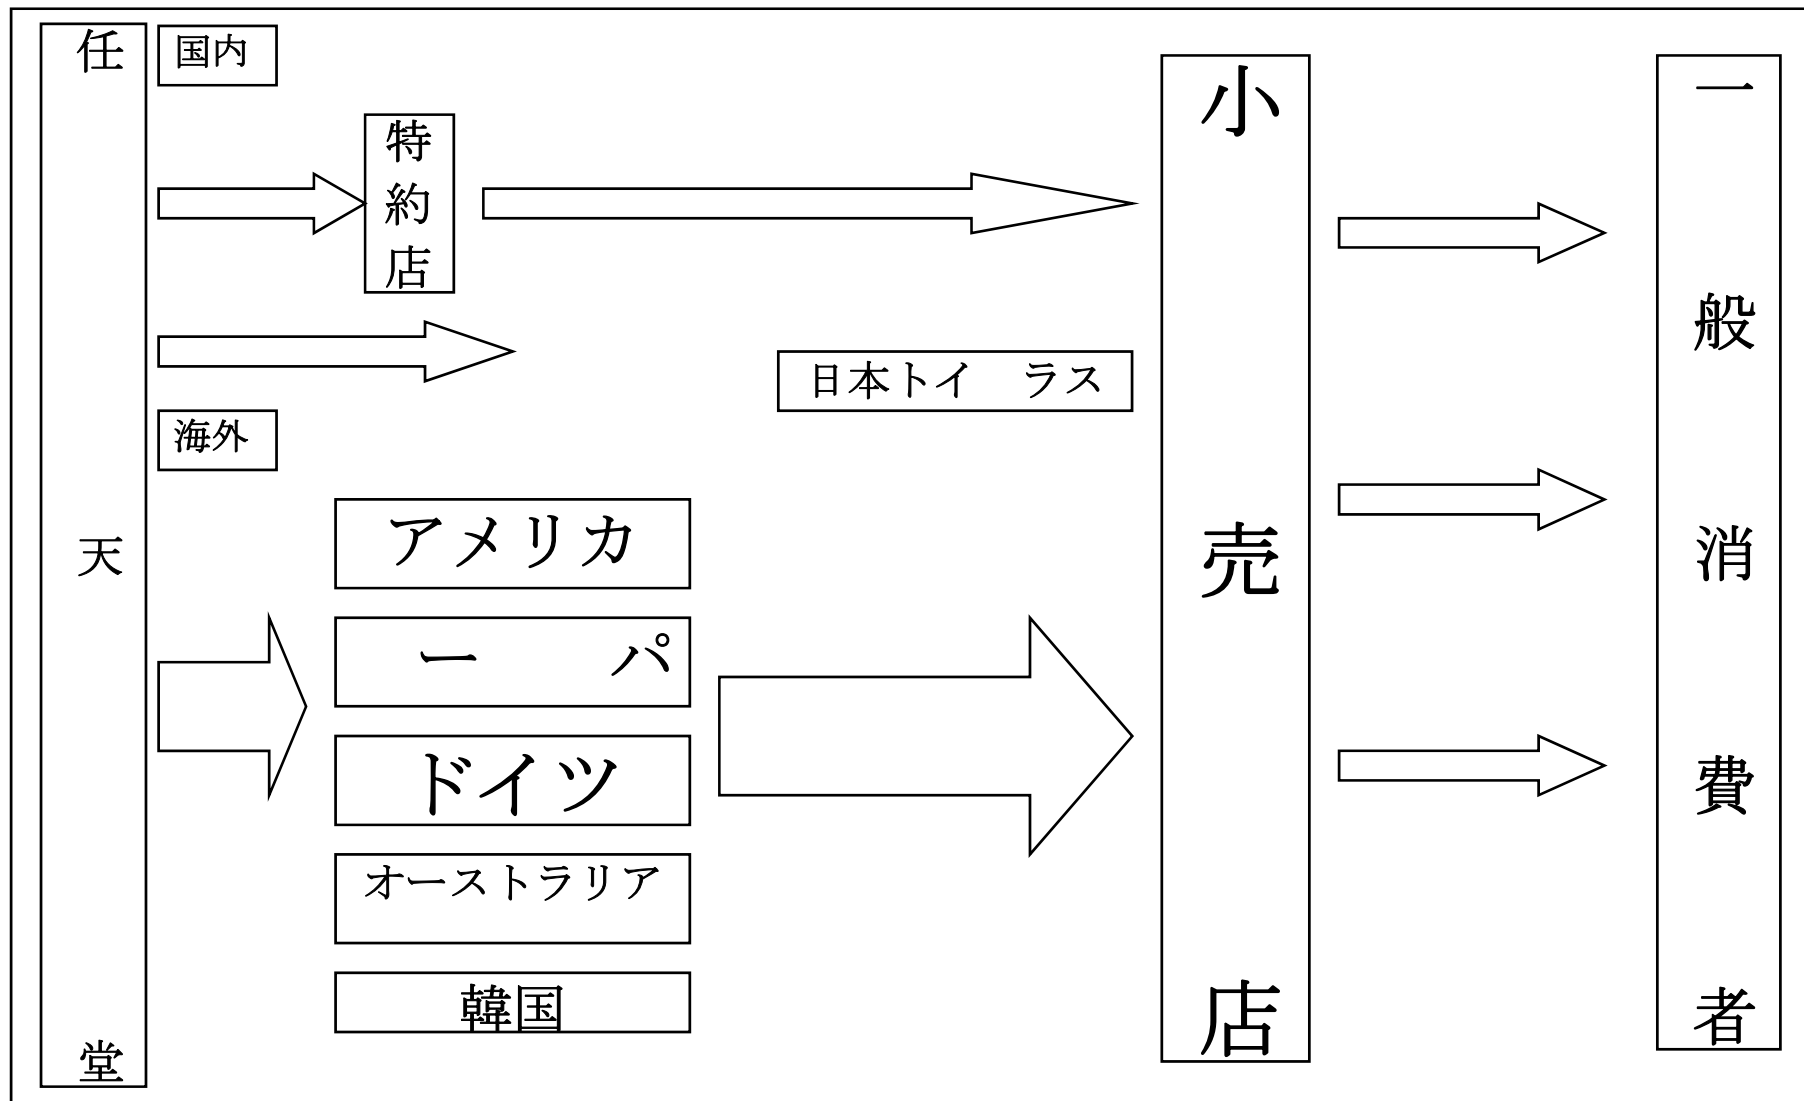 任天堂
国内
特約店
日本トイ ラス
海外
アメリカ
ー パ
ドイツ
オーストラリア
韓国
小売店
一般消費者